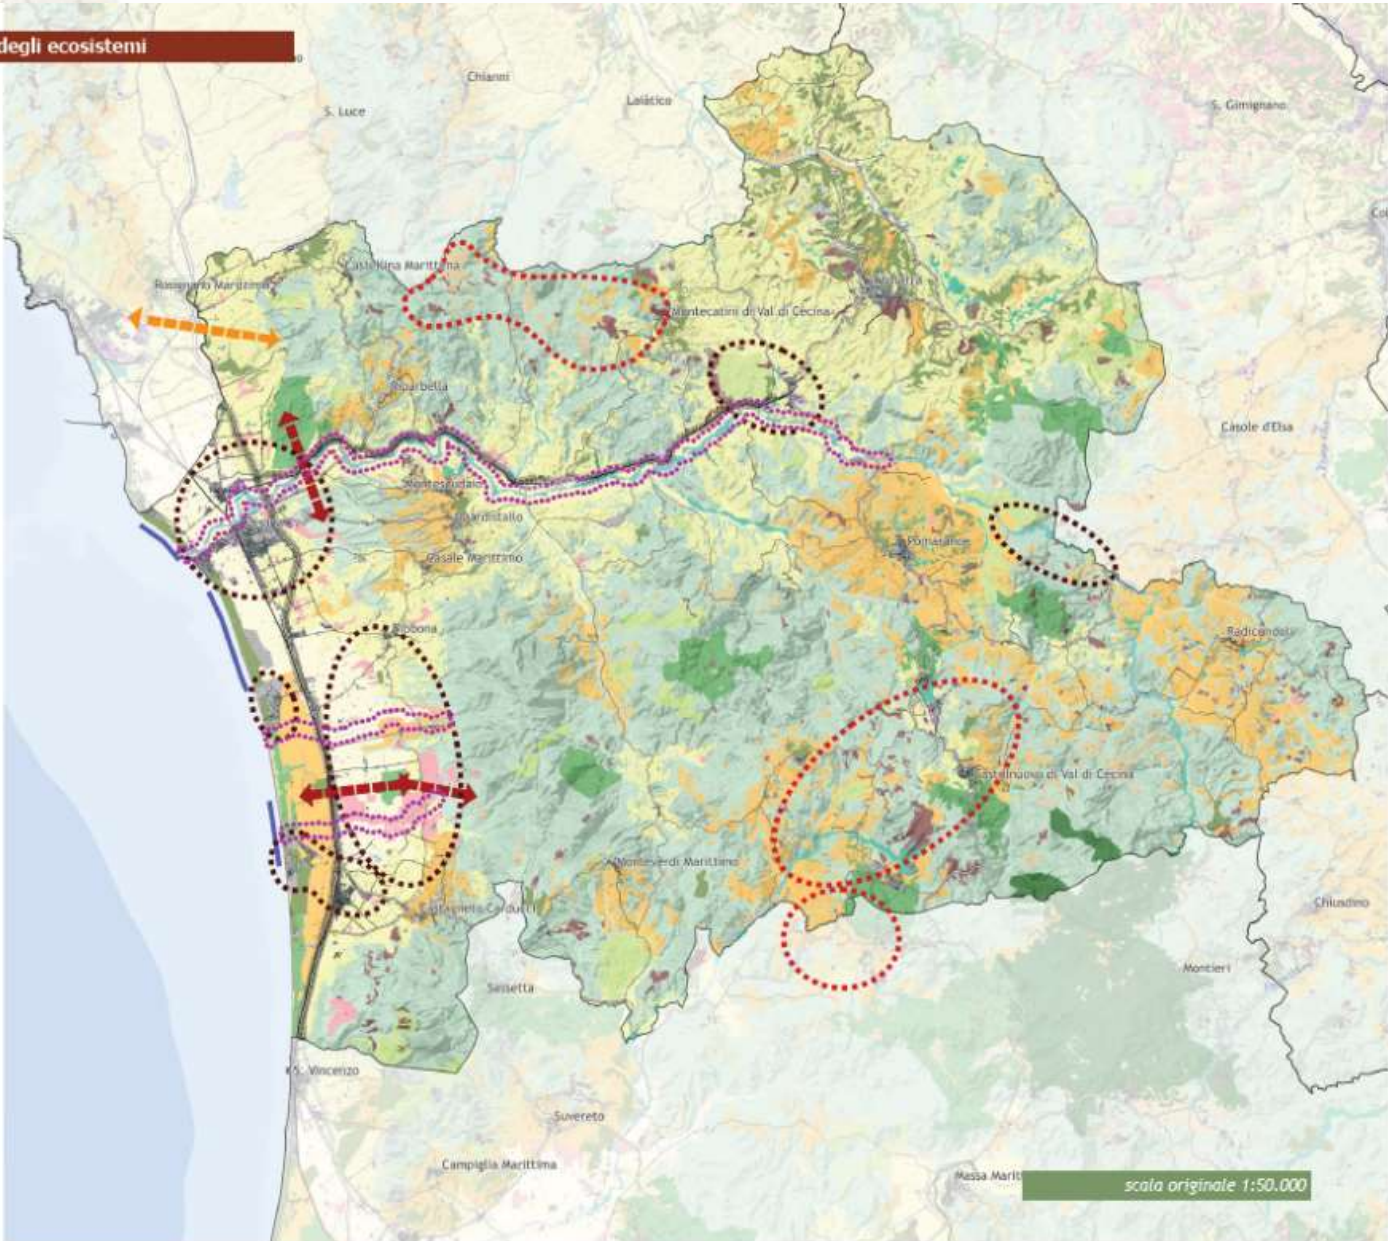 degli ecosistemi
Chianni
Laiàtico
S. Luce
S. Gimignano
Castellina Marittima
Rosignano Marittimo
Volterra
Montecatini di Val di Cecina
Riparbella
Casole d'Elsa
Montescudaio
Guardistallo
Pomarance
Casale Marittimo
Bibbona
Radicondoli
Castelnuovo di Val di Cecina
Monteverdi Marittimo
Castagneto Carducci
Chiusdino
Montieri
Sassetta
S. Vincenzo
Suvereto
Campiglia Marittima
Massa Marit
scala originale 1:50.000